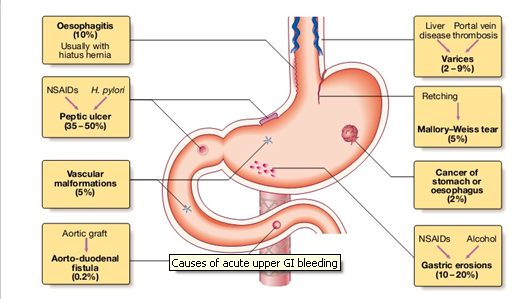 Oesophagitis
(10%)
Usually with
hiatus hernia
NSAIDs H. pylori
Peptic ulcer
(35–50%)
Vascular
malformations
(5%)
Aortic graft
Aorto-duodenal
fistula
(0.2%)
Liver Portal vein
disease thrombosis
Varices
(2–9%)
Retching
Mallory–Weiss tear
(5%)
Cancer of
stomach or
oesophagus
(2%)
NSAIDs Alcohol
Gastric erosions
(10–20%)
Causes of acute upper GI bleeding